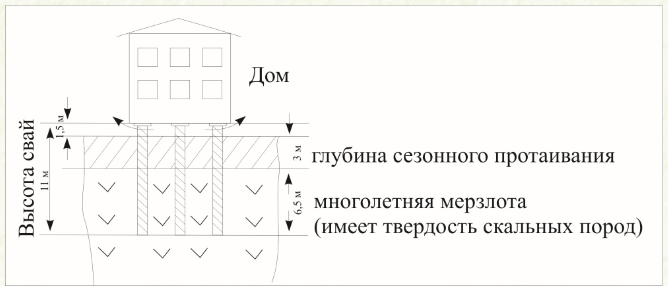 Дом
Высота свай
11 м
1,5 м
3 м
глубина сезонного протаивания
6,5 м
многолетняя мерзлота
(имеет твердость скальных пород)